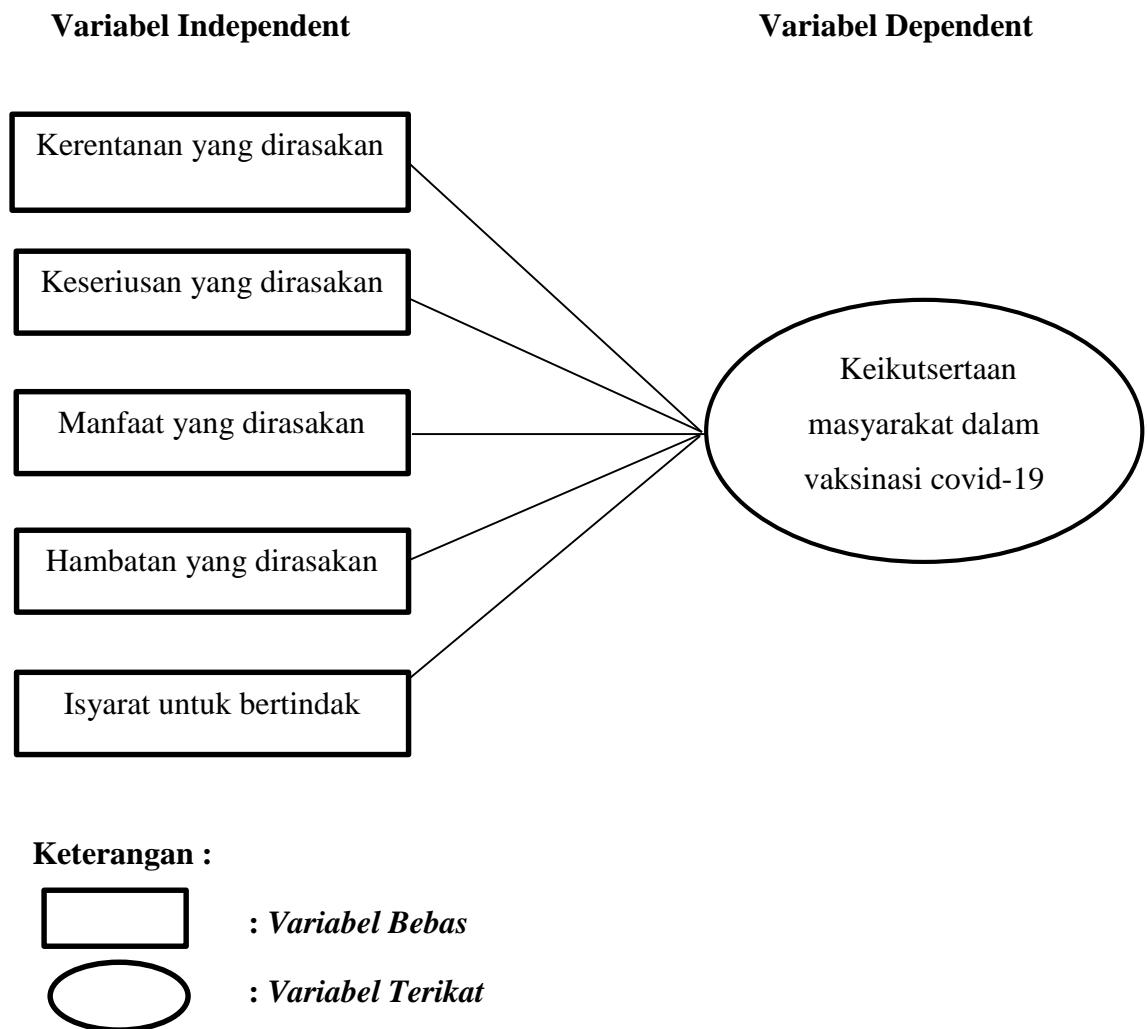 Variabel Independent
Variabel Dependent
Kerentanan yang dirasakan
Keseriusan yang dirasakan
Manfaat yang dirasakan
Hambatan yang dirasakan
Isyarat untuk bertindak
Keikutsertaan
masyarakat dalam
vaksinasi covid-19
Keterangan :
: Variabel Bebas
: Variabel Terikat